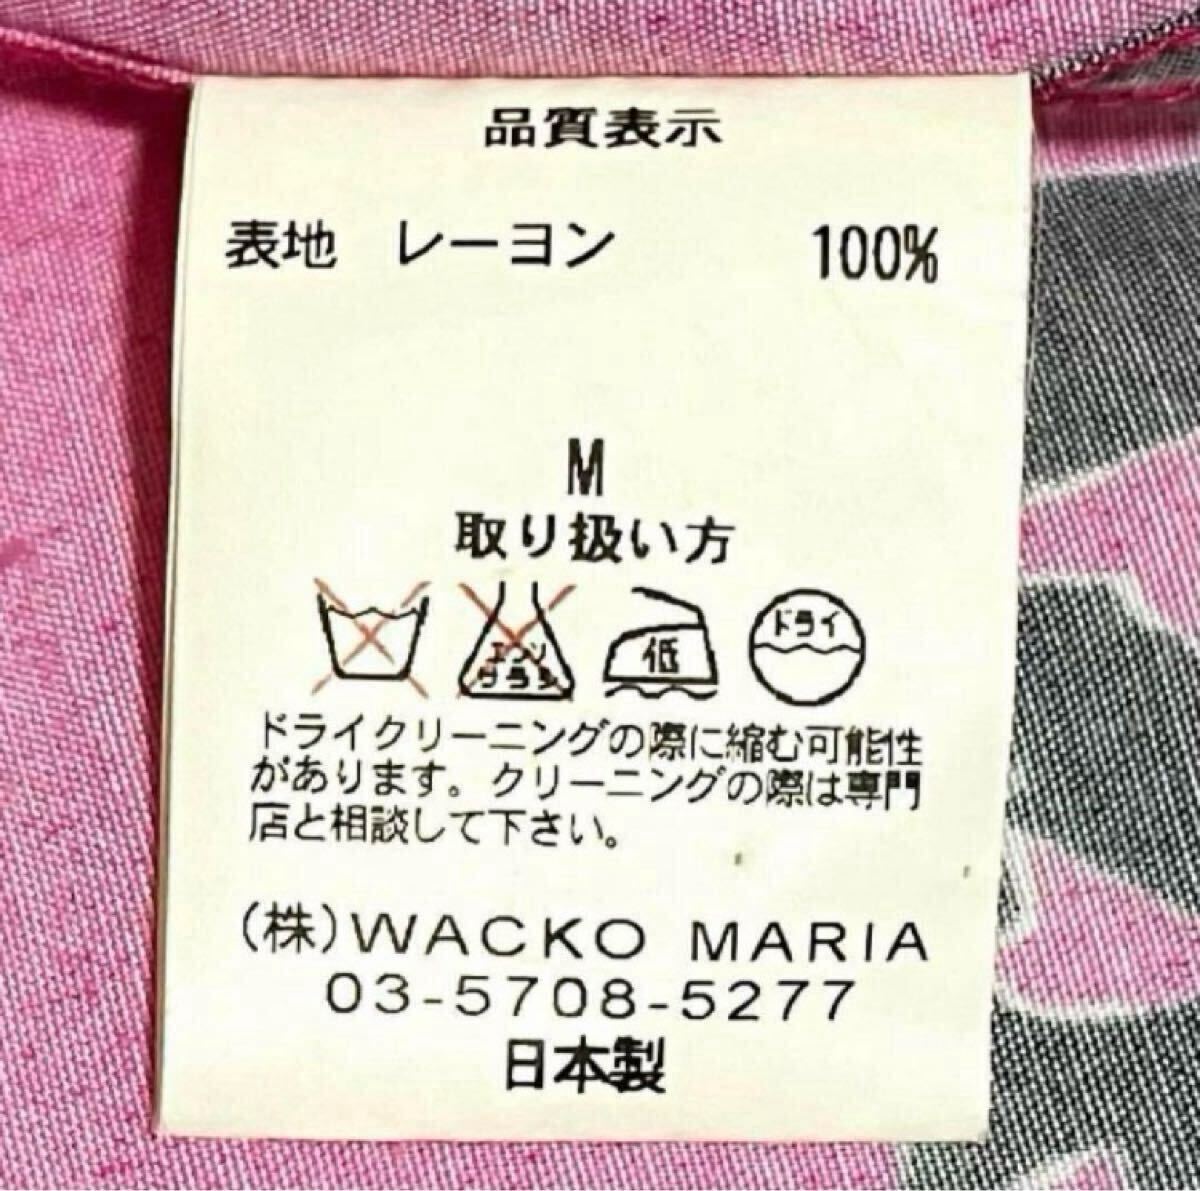 品質表示
表地 レーヨン 100%
M
取り扱い方
エンソ
サラシ
低
ドライ
ドライクリーニングの際に縮む可能性
があります。クリーニングの際は専門
店と相談して下さい。
(株)WACKO MARIA
03-5708-5277
日本製